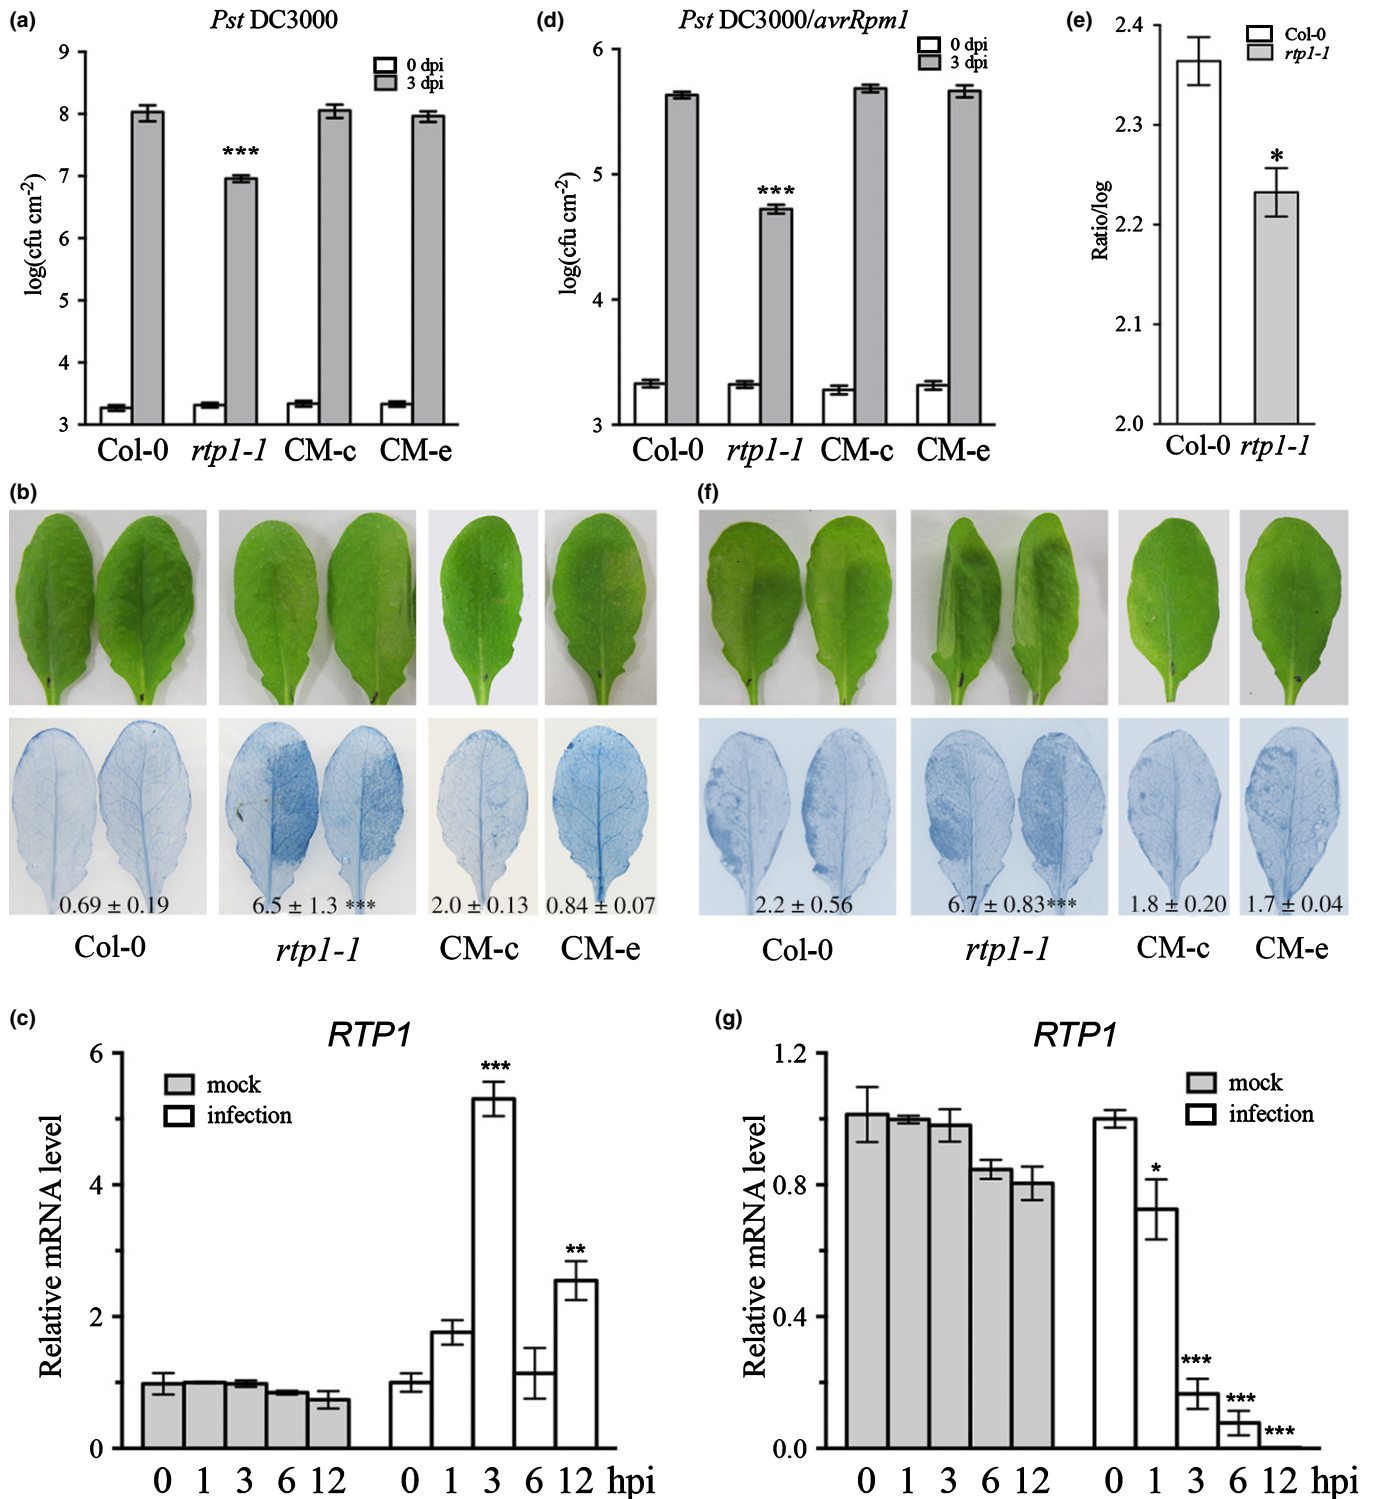 (a)
Pst DC3000
0 dpi
3 dpi
log(cfu cm-2)
9
8
7
6
5
4
3
***
Col-0 rtp1-1 CM-c CM-e
(d)
Pst DC3000/avrRpm1
0 dpi
3 dpi
log(cfu cm-2)
6
5
4
3
***
Col-0 rtp1-1 CM-c CM-e
(e)
Col-0
rtp1-1
Ratio/log
2.4
2.3
2.2
2.1
2.0
*
Col-0 rtp1-1
(b)
0.69 ± 0.19 6.5 ± 1.3 *** 2.0 ± 0.13 0.84 ± 0.07
Col-0 rtp1-1 CM-c CM-e
(f)
2.2 ± 0.56 6.7 ± 0.83*** 1.8 ± 0.20 1.7 ± 0.04
Col-0 rtp1-1 CM-c CM-e
(c)
RTP1
mock
infection
Relative mRNA level
6
4
2
0
***
**
0 1 3 6 12 0 1 3 6 12 hpi
(g)
RTP1
mock
infection
Relative mRNA level
1.2
0.8
0.4
0.0
*
***
***
***
0 1 3 6 12 0 1 3 6 12 hpi